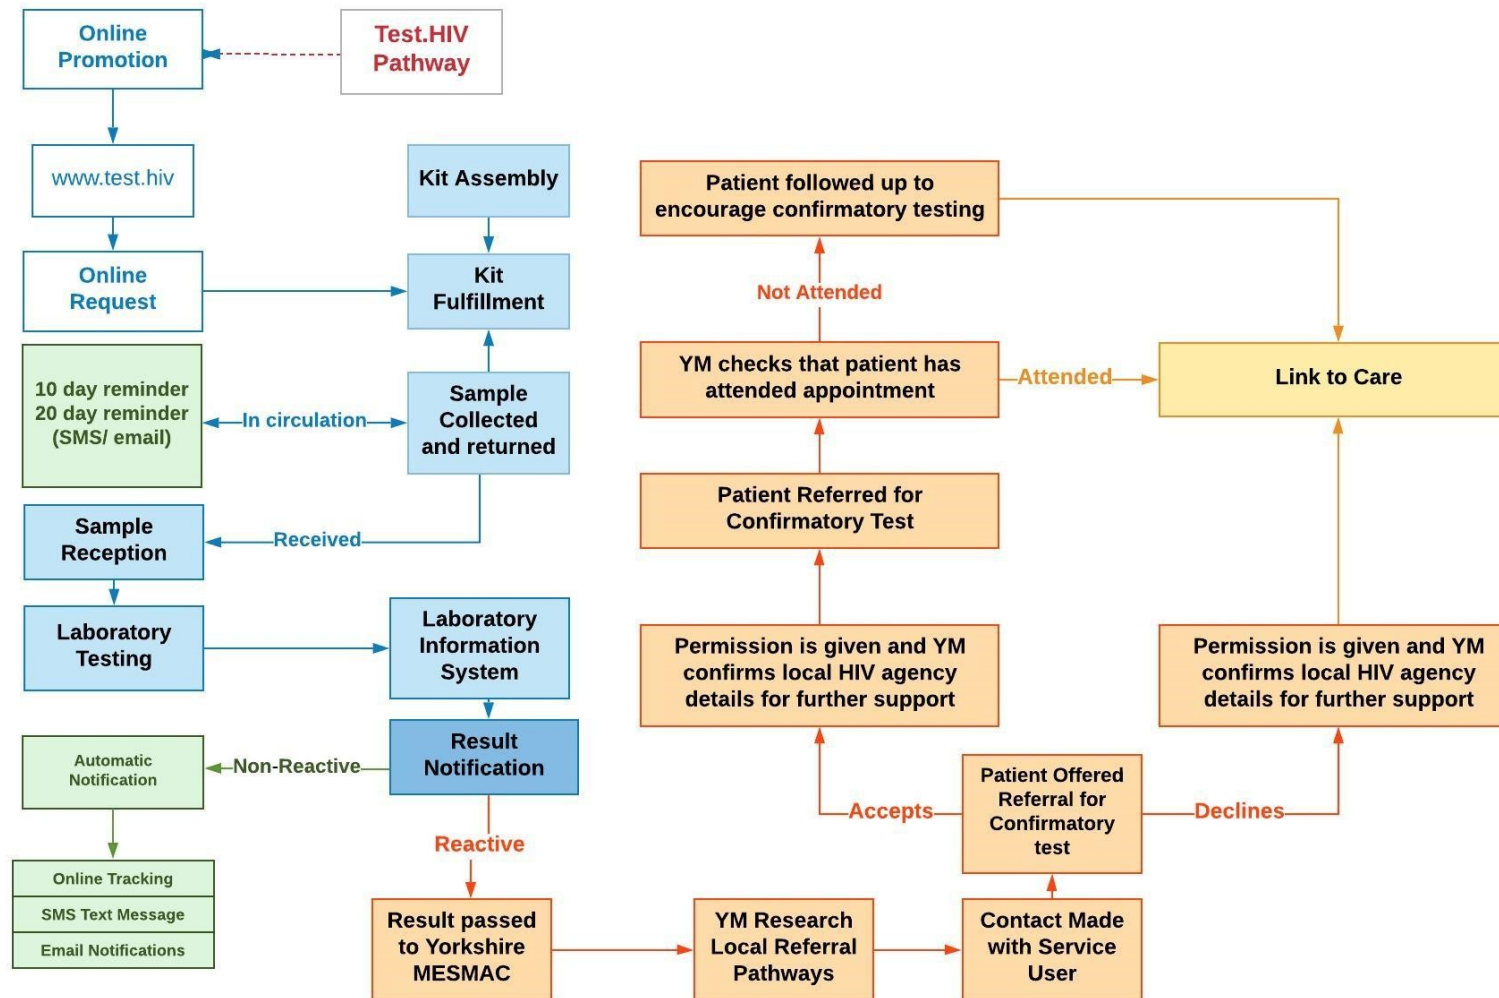 Online
Promotion
Test.HIV
Pathway
www.test.hiv
Kit Assembly
Online
Request
Kit
Fulfillment
10 day reminder
20 day reminder
(SMS/ email)
In circulation
Sample
Collected
and returned
Sample
Reception
Received
Laboratory
Testing
Laboratory
Information
System
Result
Notification
Non-Reactive
Automatic
Notification
Online Tracking
SMS Text Message
Email Notifications
Reactive
Result passed
to Yorkshire
MESMAC
YM Research
Local Referral
Pathways
Contact Made
with Service
User
Patient Offered
Referral for
Confirmatory
test
Accepts
Declines
Permission is given and YM
confirms local HIV agency
details for further support
Permission is given and YM
confirms local HIV agency
details for further support
Patient Referred for
Confirmatory Test
YM checks that patient has
attended appointment
Attended
Link to Care
Not Attended
Patient followed up to
encourage confirmatory testing